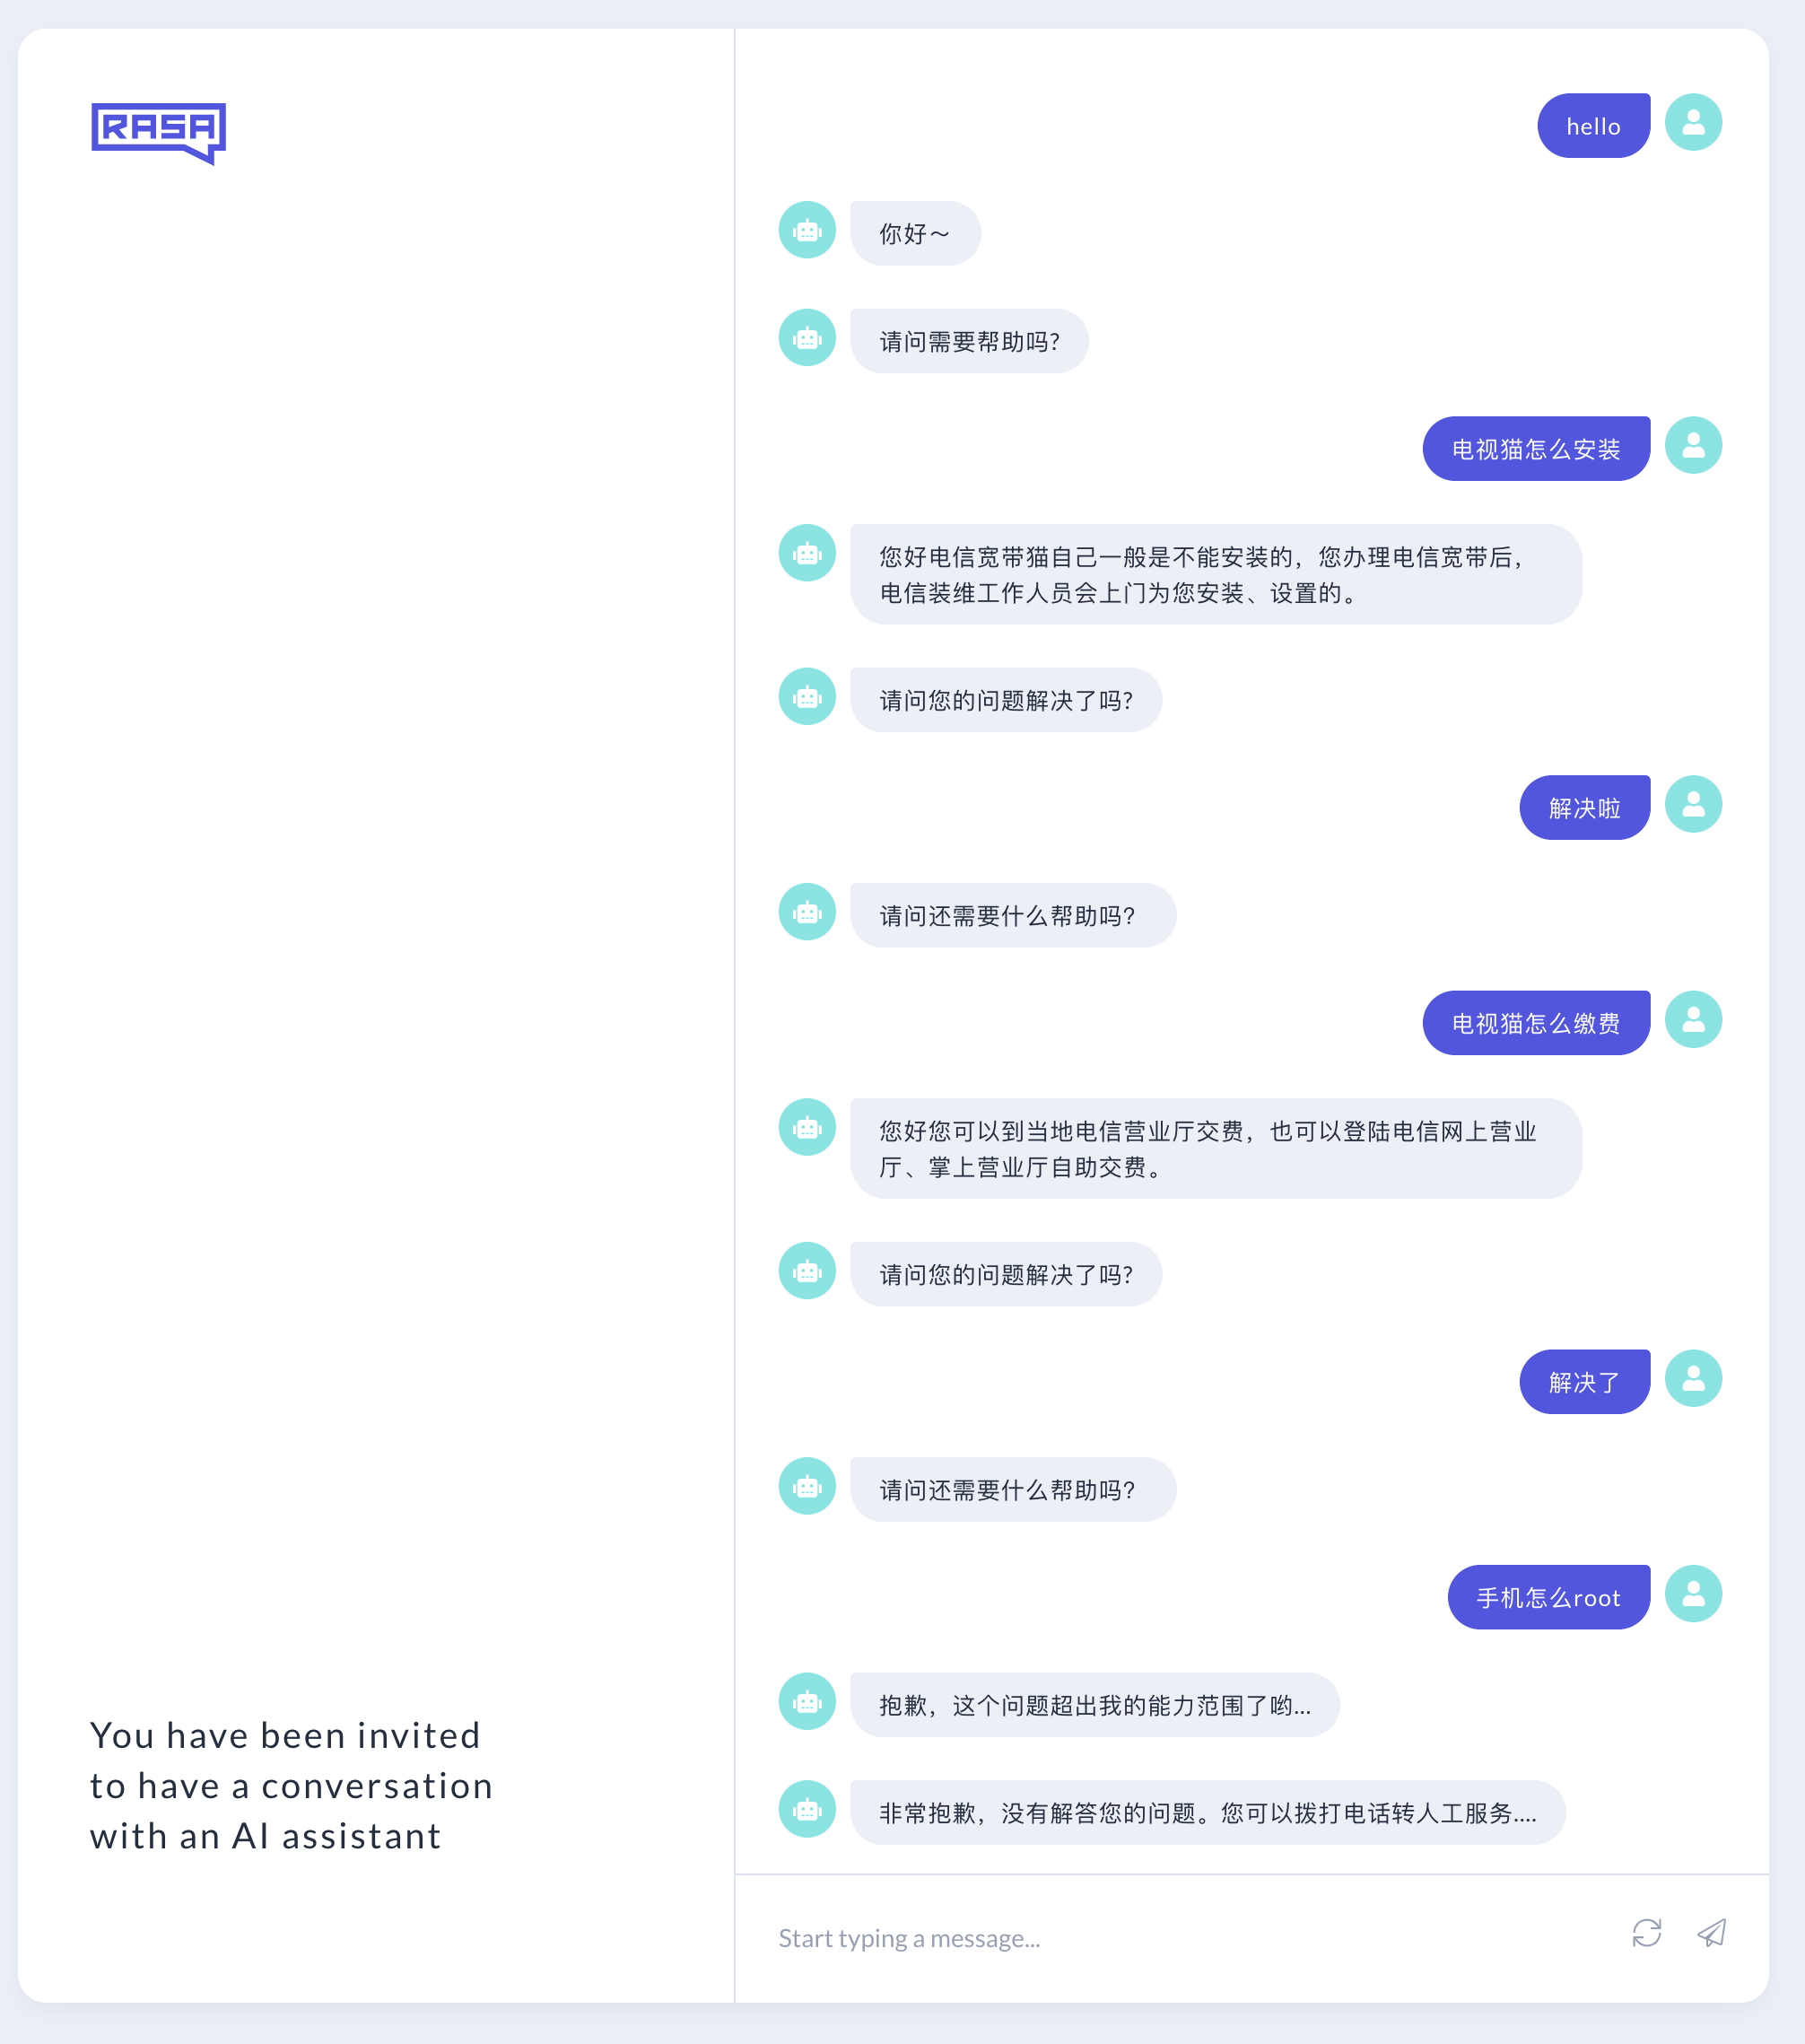 RASA
You have been invited
to have a conversation
with an AI assistant
hello
你好～
请问需要帮助吗?
电视猫怎么安装
您好电信宽带猫自己一般是不能安装的，您办理电信宽带后，
电信装维工作人员会上门为您安装、设置的。
请问您的问题解决了吗?
解决啦
请问还需要什么帮助吗?
电视猫怎么缴费
您好您可以到当地电信营业厅交费，也可以登陆电信网上营业
厅、掌上营业厅自助交费。
请问您的问题解决了吗?
解决了
请问还需要什么帮助吗?
手机怎么root
抱歉，这个问题超出我的能力范围了哟...
非常抱歉，没有解答您的问题。您可以拨打电话转人工服务....
Start typing a message...